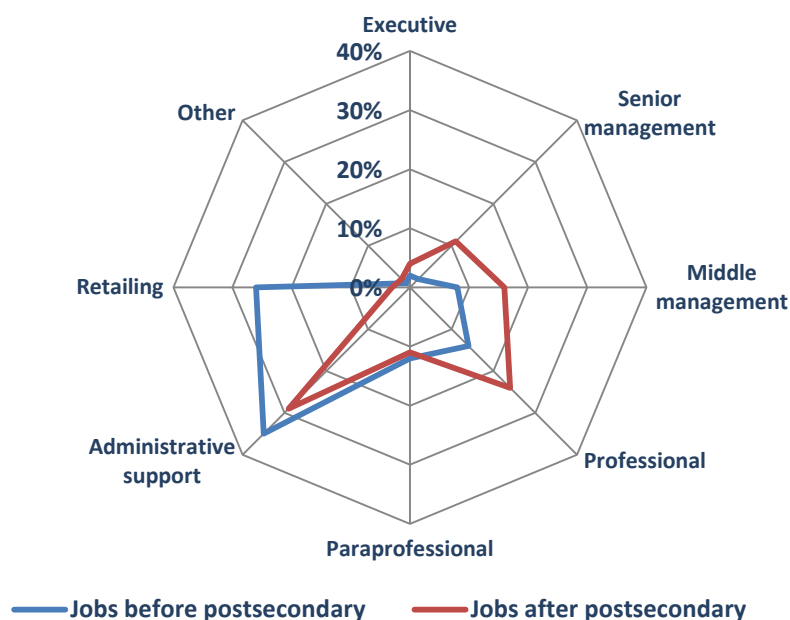 Executive
40%
30%
20%
10%
0%
Senior
management
Middle
management
Professional
Paraprofessional
Administrative
support
Retailing
Other
Jobs before postsecondary
Jobs after postsecondary